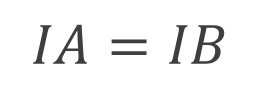 IA = IB